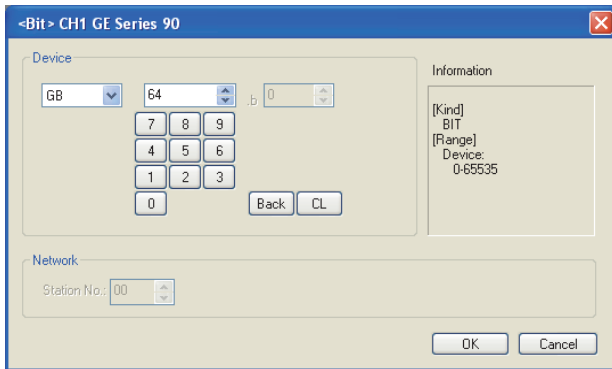 <Bit> CH1 GE Series 90
Device
GB 64 .b 0
7 8 9
4 5 6
1 2 3
0 Back CL
Information
[Kind]
BIT
[Range]
Device:
0-65535
Network
Station No.: 00
OK Cancel